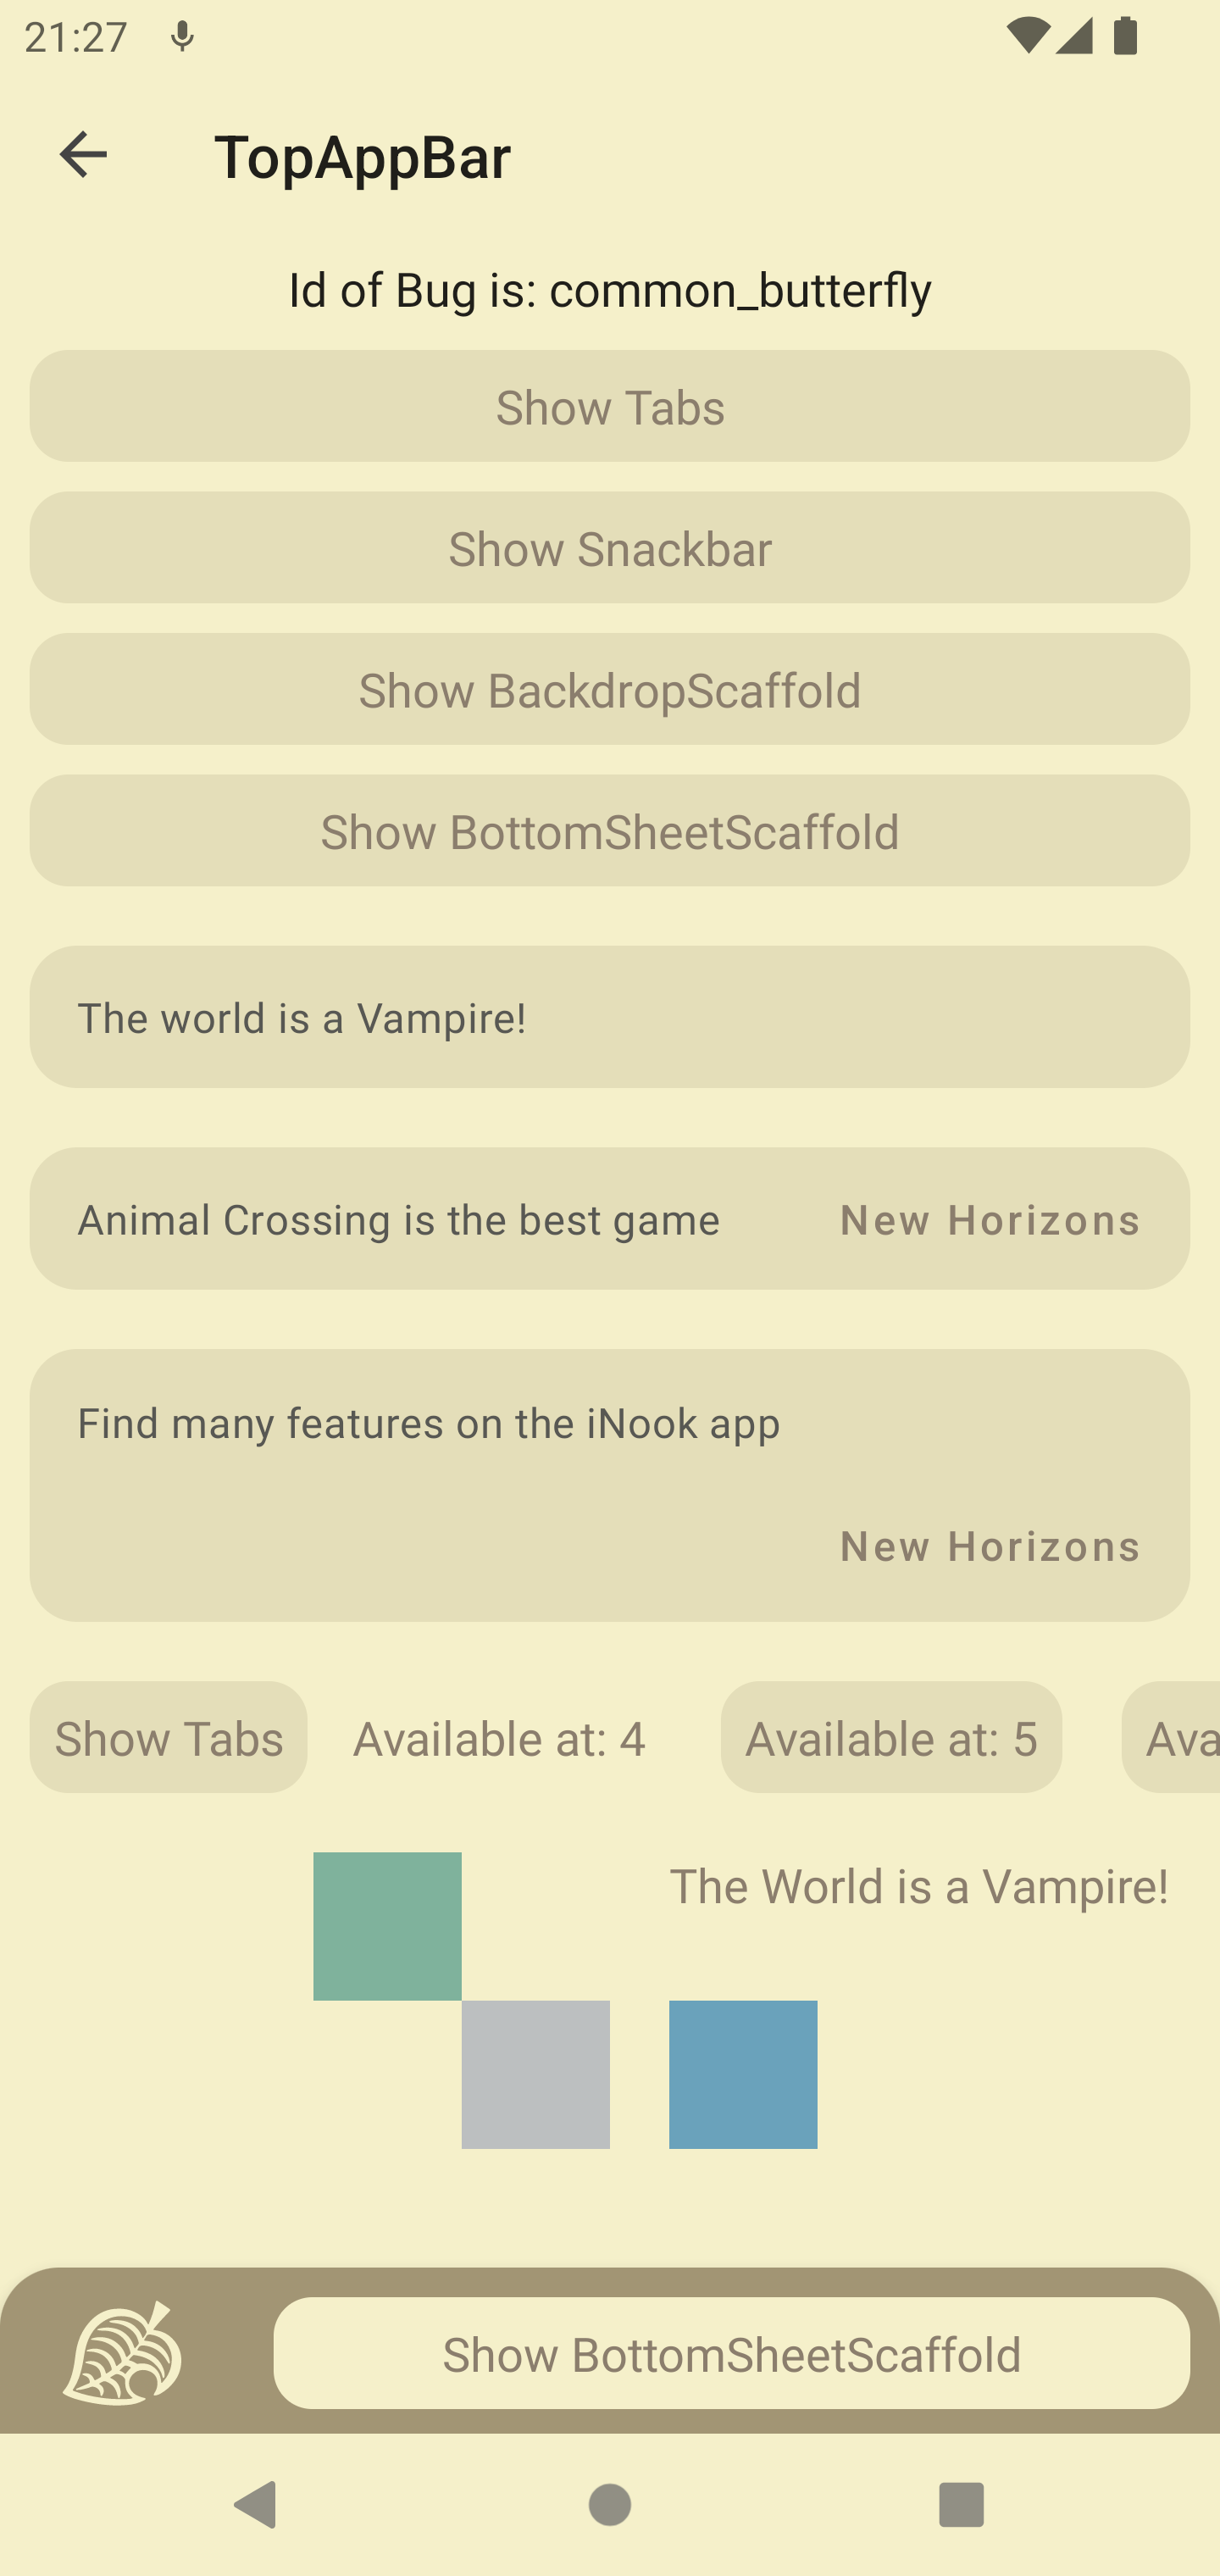 21:27
TopAppBar
Id of Bug is: common_butterfly
Show Tabs
Show Snackbar
Show BackdropScaffold
Show BottomSheetScaffold
The world is a Vampire!
Animal Crossing is the best game New Horizons
Find many features on the iNook app
New Horizons
Show Tabs Available at: 4 Available at: 5 Ava
The World is a Vampire!
Show BottomSheetScaffold